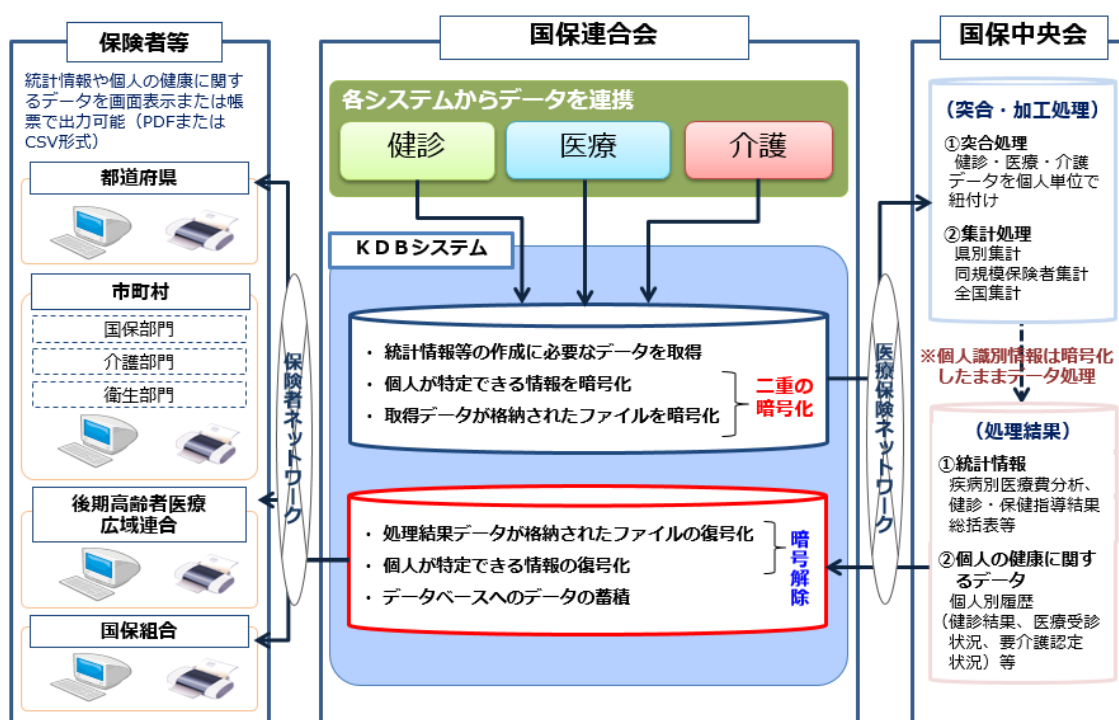 保険者等
統計情報や個人の健康に関す
るデータを画面表示または帳
票で出力可能（PDFまたは
CSV形式）
都道府県
市町村
国保部門
介護部門
衛生部門
後期高齢者医療
広域連合
国保組合
保険者ネットワーク
国保連合会
各システムからデータを連携
健診
医療
介護
ＫＤＢシステム
・ 統計情報等の作成に必要なデータを取得
・ 個人が特定できる情報を暗号化
・ 取得データが格納されたファイルを暗号化
二重の
暗号化
・ 処理結果データが格納されたファイルの復号化
・ 個人が特定できる情報の復号化
・ データベースへのデータの蓄積
暗号解除
医療保険ネットワーク
国保中央会
（突合・加工処理）
①突合処理
健診・医療・介護
データを個人単位で
紐付け
②集計処理
県別集計
同規模保険者集計
全国集計
※個人識別情報は暗号化
したままデータ処理
（処理結果）
①統計情報
疾病別医療費分析、
健診・保健指導結果
総括表等
②個人の健康に関す
るデータ
個人別履歴
（健診結果、医療受診
状況、要介護認定
状況）等